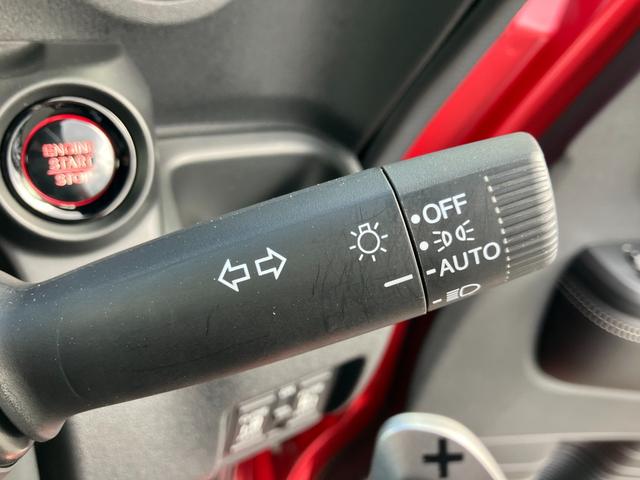 ENGINE
START
STOP
OFF
AUTO
+